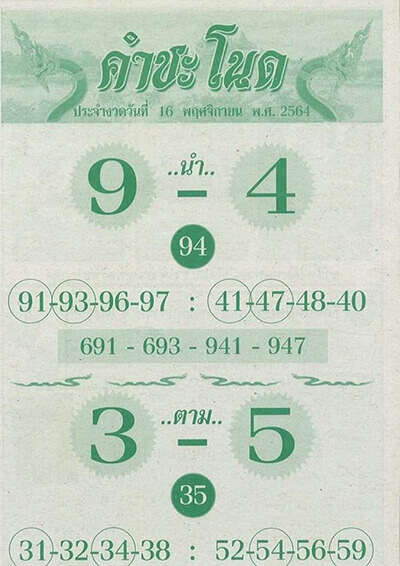 คำชะโนด
ประจำงวดวันที่ 16 พฤศจิกายน พ.ศ. 2564
..นำ..
9 - 4
94
91-93-96-97 : 41-47-48-40
691 - 693 - 941 - 947
..ตาม..
3 - 5
35
31-32-34-38 : 52-54-56-59